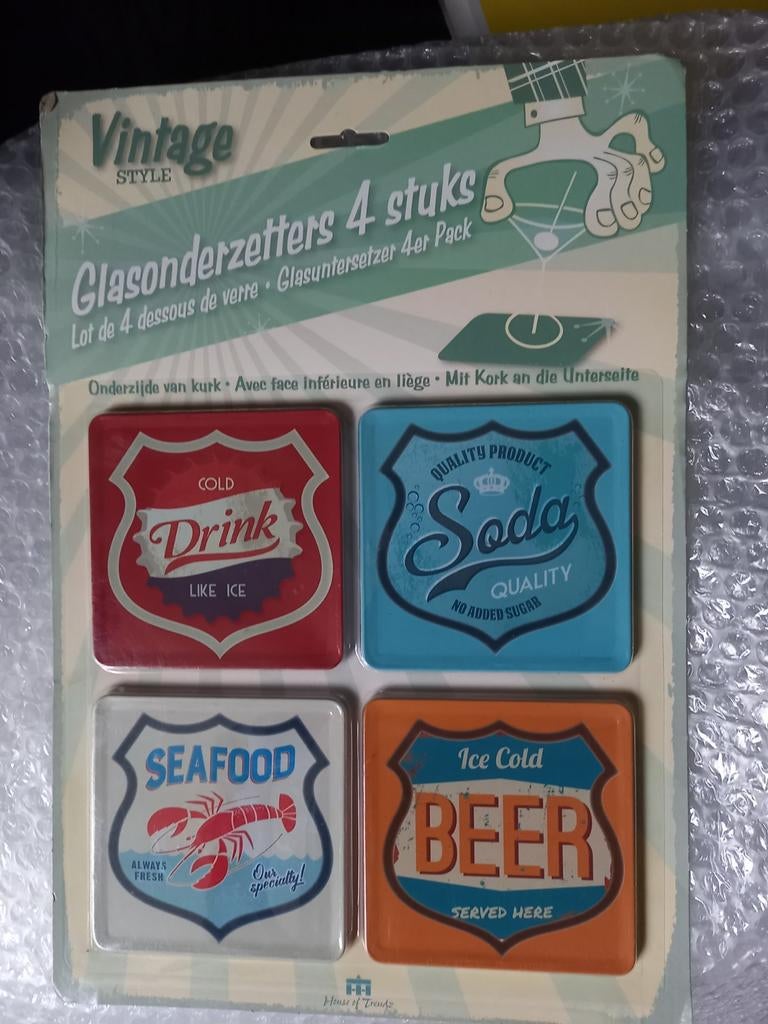 Vintage
STYLE
Glasonderzetters 4 stuks
Lot de 4 dessous de verre • Glasuntersetzer 4er Pack
Onderzijde van kurk • Avec face inférieure en liège • Mit Kork an die Unterseite
COLD
Drink
LIKE ICE
QUALITY PRODUCT
Soda
QUALITY
NO ADDED SUGAR
SEAFOOD
ALWAYS
FRESH
Our
specialty!
Ice Cold
BEER
SERVED HERE
House of Trendz